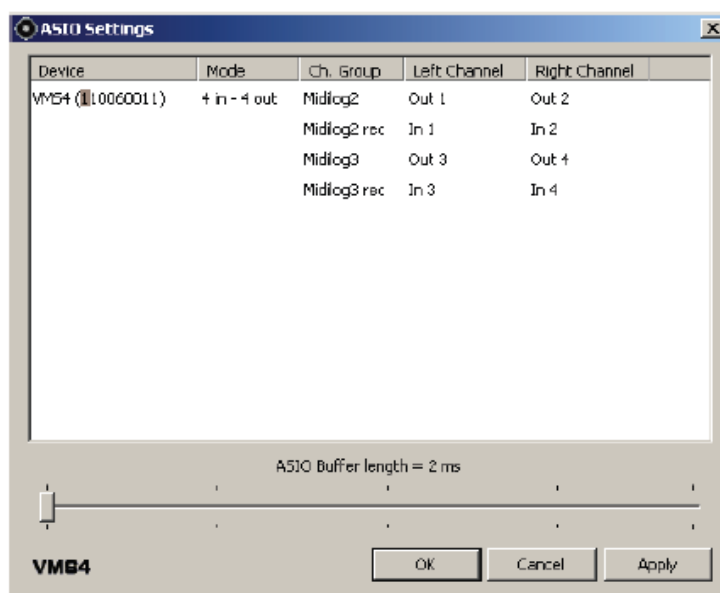 ASIO Settings
Device Mode Ch. Group Left Channel Right Channel
VMS4 (110060011) 4 in - 4 out Midilog2 Out 1 Out 2
Midilog2 rec In 1 In 2
Midilog3 Out 3 Out 4
Midilog3 rec In 3 In 4
ASIO Buffer length = 2 ms
VMS4 OK Cancel Apply